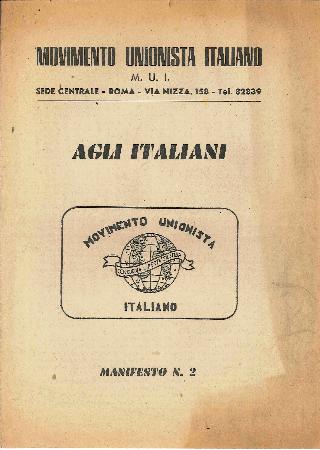 MOVIMENTO UNIONISTA ITALIANO
M. U. I.
SEDE CENTRALE - ROMA - VIA NIZZA, 158 - Tel. 82839
AGLI ITALIANI
MOVIMENTO UNIONISTA
ITALIANO
MANIFESTO N. 2